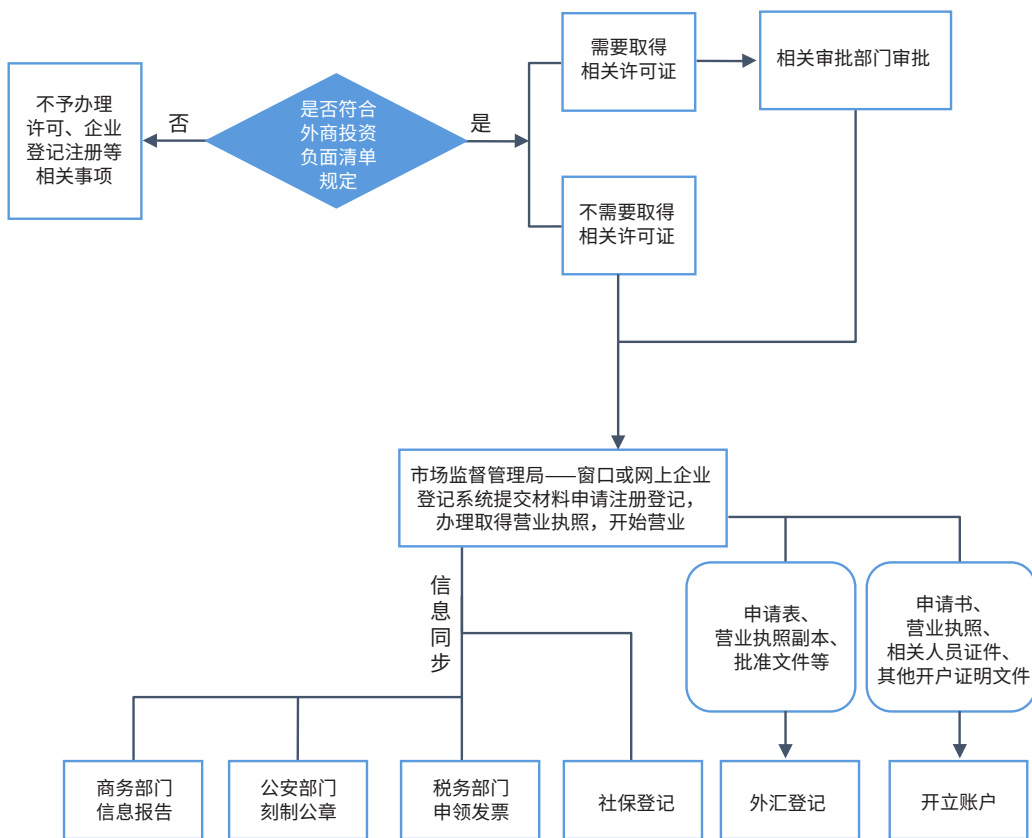 需要取得
相关许可证
相关审批部门审批
不予办理
许可、企业
登记注册等
相关事项
否
是否符合
外商投资
负面清单
规定
是
不需要取得
相关许可证
市场监督管理局——窗口或网上企业
登记系统提交材料申请注册登记，
办理取得营业执照，开始营业
信息同步
申请表、
营业执照副本、
批准文件等
申请书、
营业执照、
相关人员证件、
其他开户证明文件
商务部门
信息报告
公安部门
刻制公章
税务部门
申领发票
社保登记
外汇登记
开立账户